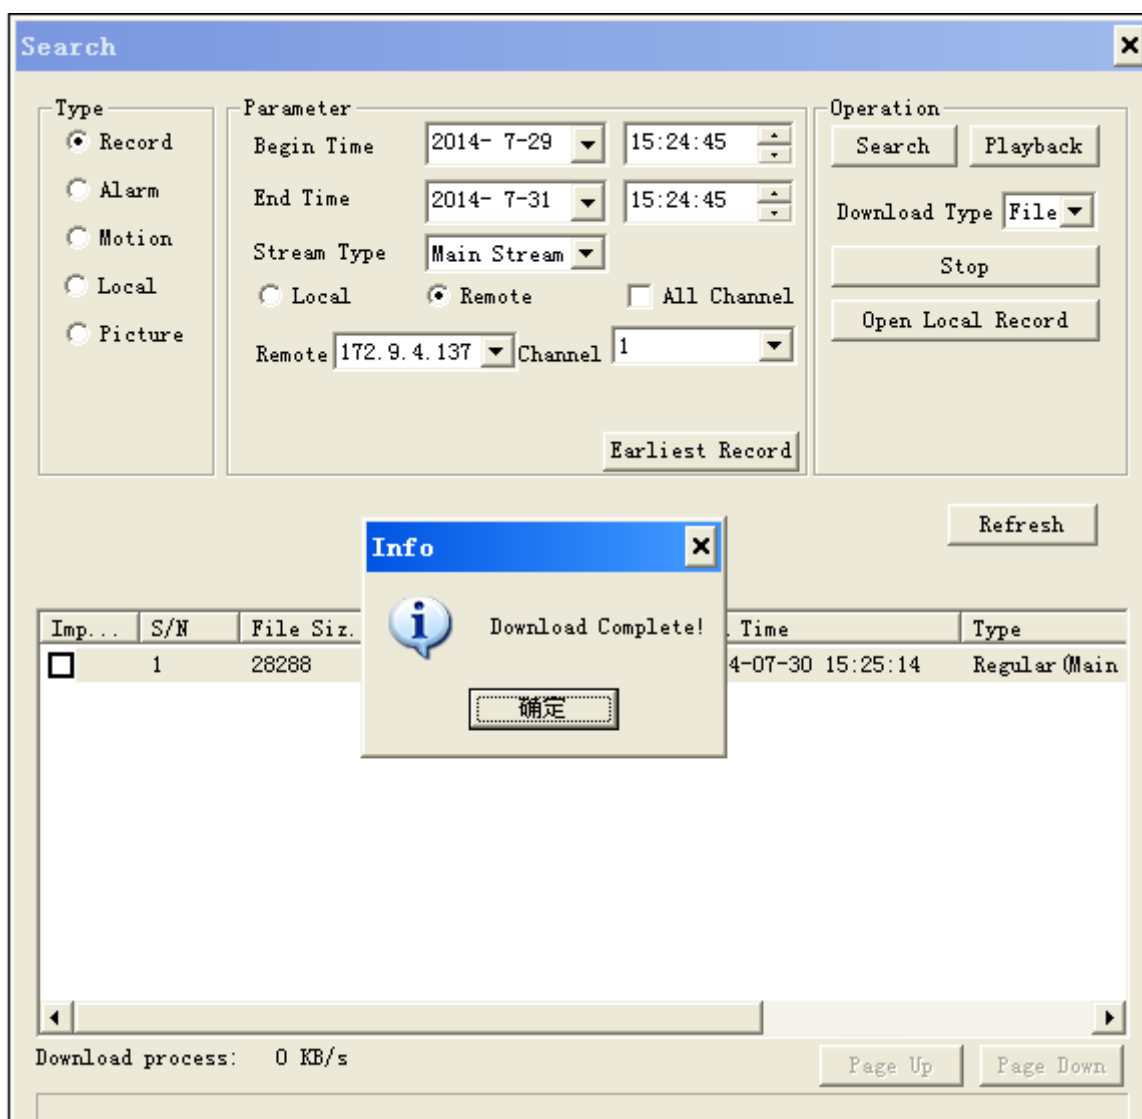 Search
Type
Parameter
Operation
Record
Begin Time
2014- 7-29
15:24:45
Search
Playback
Alarm
End Time
2014- 7-31
15:24:45
Download Type
File
Motion
Stream Type
Main Stream
Stop
Local
Local
Remote
All Channel
Open Local Record
Picture
Remote
172.9.4.137
Channel
1
Earliest Record
Refresh
Info
Download Complete!
确定
Imp...
S/N
File Siz.
. Time
Type
1
28288
4-07-30 15:25:14
Regular(Main
Download process: 0 KB/s
Page Up
Page Down